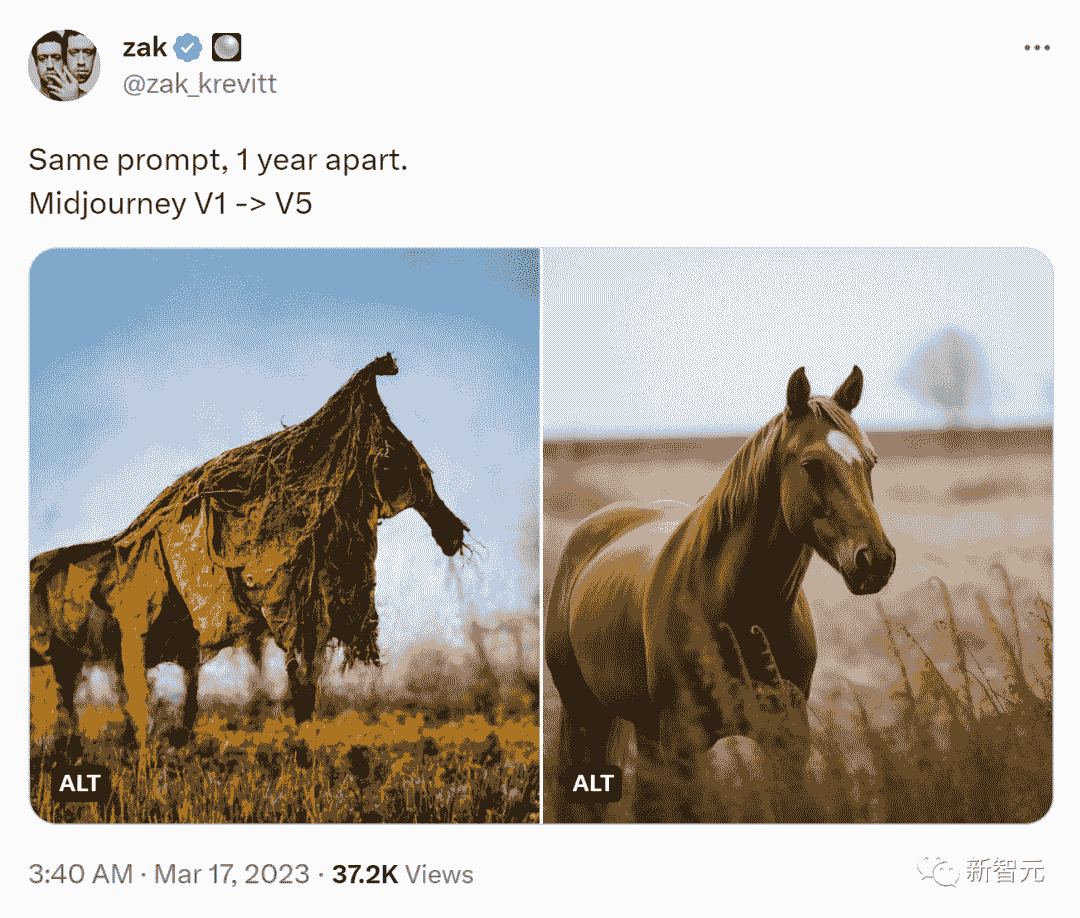 zak
@zak_krevitt
Same prompt, 1 year apart.
Midjourney V1 -> V5
ALT
ALT
3:40 AM · Mar 17, 2023 · 37.2K Views
新智元